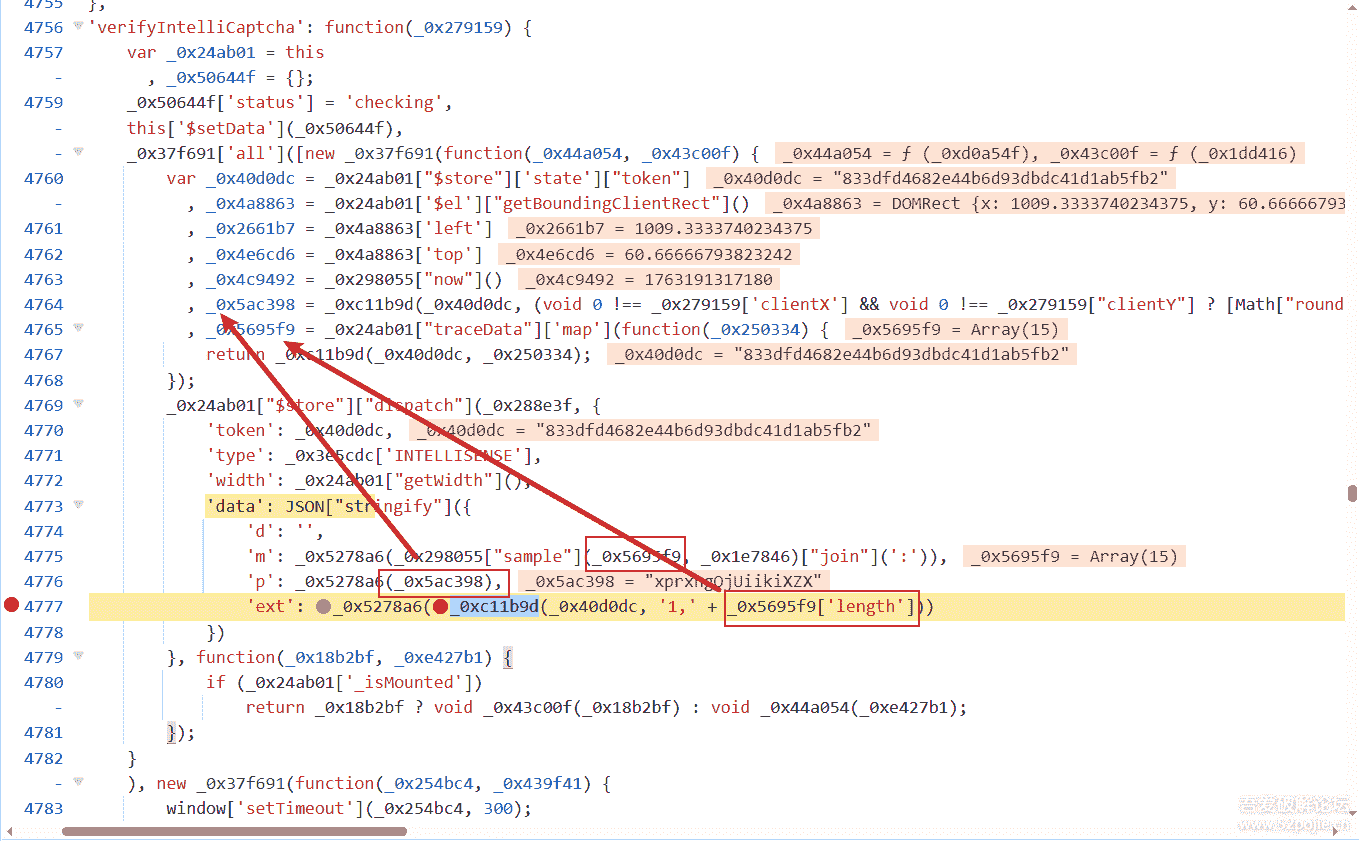 4755 },
4756 'verifyIntelliCaptcha': function(_0x279159) {
4757 var _0x24ab01 = this
- , _0x50644f = {};
4759 _0x50644f['status'] = 'checking',
- this['$setData'](_0x50644f),
- _0x37f691['all']([new _0x37f691(function(_0x44a054, _0x43c00f) { _0x44a054 = ƒ (_0xd0a54f), _0x43c00f = ƒ (_0x1dd416)
4760 var _0x40d0dc = _0x24ab01["$store"]['state']["token"] _0x40d0dc = "833dfd4682e44b6d93dbdc41d1ab5fb2"
- , _0x4a8863 = _0x24ab01['$el']["getBoundingClientRect"]() _0x4a8863 = DOMRect {x: 1009.3333740234375, y: 60.66666793
4761 , _0x2661b7 = _0x4a8863['left'] _0x2661b7 = 1009.3333740234375
4762 , _0x4e6cd6 = _0x4a8863['top'] _0x4e6cd6 = 60.66666793823242
4763 , _0x4c9492 = _0x298055["now"]() _0x4c9492 = 1763191317180
4764 , _0x5ac398 = _0xc11b9d(_0x40d0dc, (void 0 !== _0x279159['clientX'] && void 0 !== _0x279159["clientY"] ? [Math["round
4765 , _0x5695f9 = _0x24ab01["traceData"]['map'](function(_0x250334) { _0x5695f9 = Array(15)
4767 return _0xc11b9d(_0x40d0dc, _0x250334); _0x40d0dc = "833dfd4682e44b6d93dbdc41d1ab5fb2"
4768 });
4769 _0x24ab01["$store"]["dispatch"](_0x288e3f, {
4770 'token': _0x40d0dc, _0x40d0dc = "833dfd4682e44b6d93dbdc41d1ab5fb2"
4771 'type': _0x3e5cdc['INTELLISENSE'],
4772 'width': _0x24ab01["getWidth"](),
4773 'data': JSON["stringify"]({
4774 'd': '',
4775 'm': _0x5278a6(_0x298055["sample"](_0x5695f9, _0x1e7846)["join"](':')), _0x5695f9 = Array(15)
4776 'p': _0x5278a6(_0x5ac398), _0x5ac398 = "xprxngOjUiikiXZX"
4777 'ext': _0x5278a6(_0xc11b9d(_0x40d0dc, '1,' + _0x5695f9['length']))
4778 })
4779 }, function(_0x18b2bf, _0xe427b1) {
4780 if (_0x24ab01['_isMounted'])
- return _0x18b2bf ? void _0x43c00f(_0x18b2bf) : void _0x44a054(_0xe427b1);
4781 });
4782 }
- ), new _0x37f691(function(_0x254bc4, _0x439f41) {
4783 window['setTimeout'](_0x254bc4, 300);
吾爱破解论坛
www.52pojie.cn